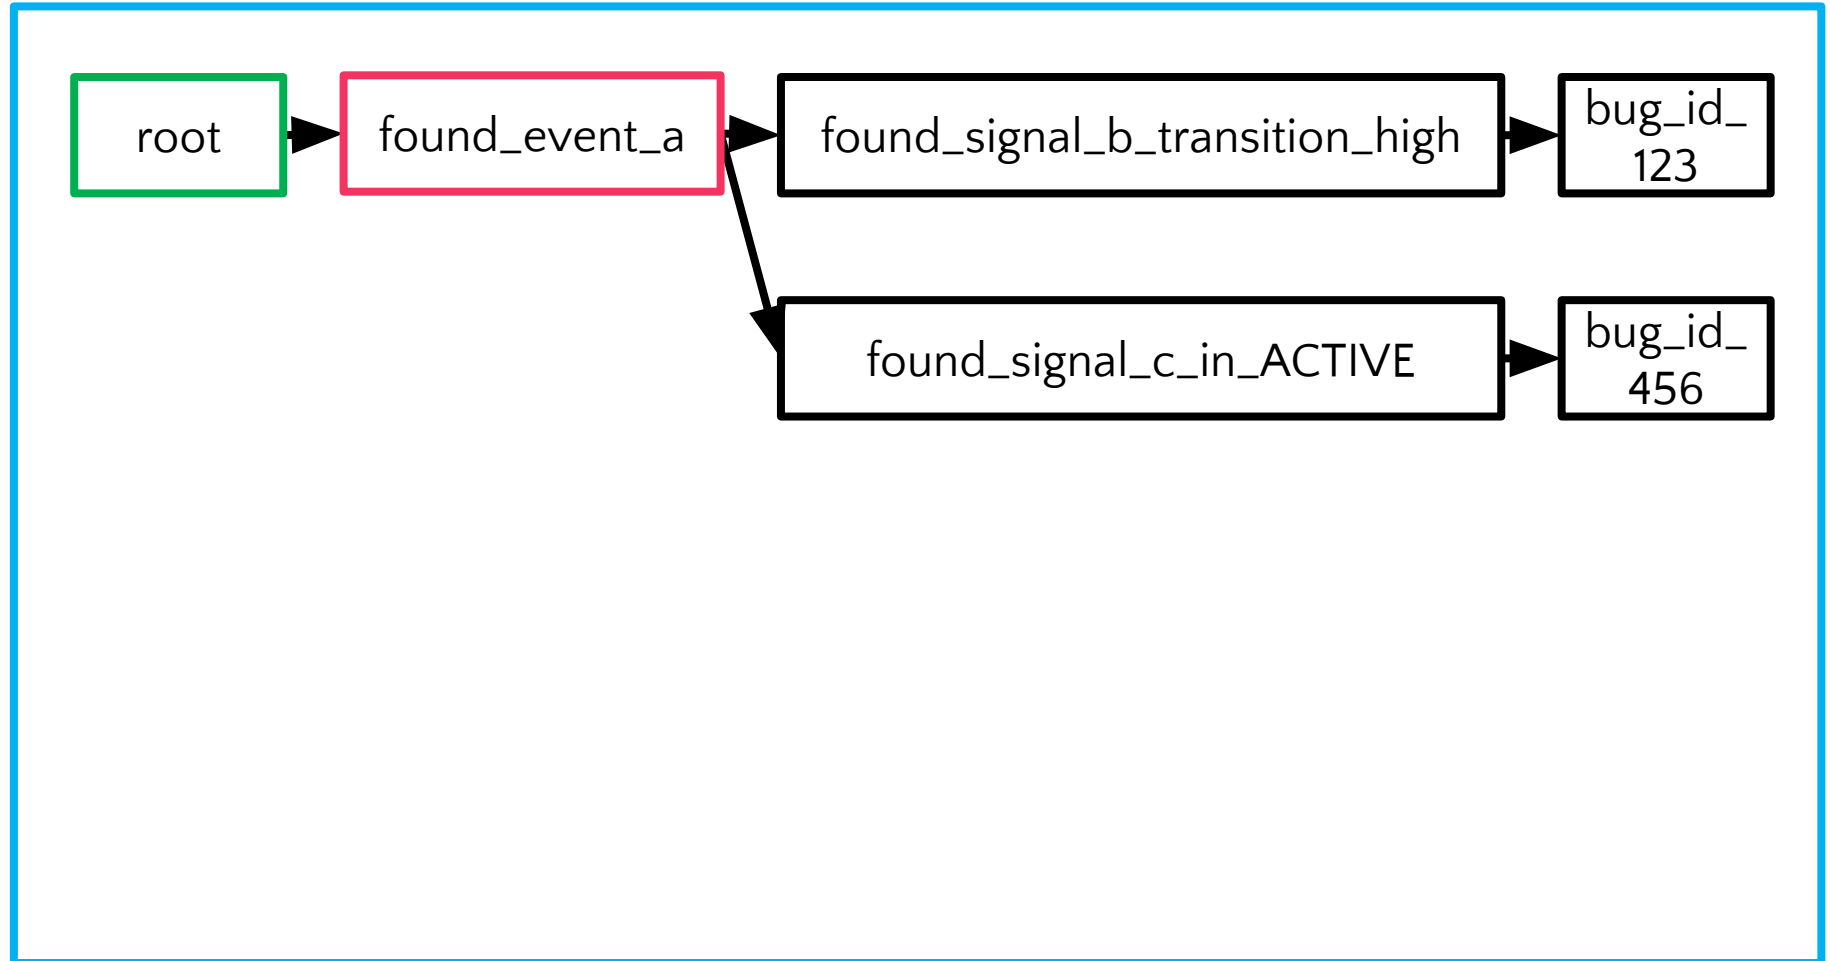 root
found_event_a
found_signal_b_transition_high
bug_id_
123
found_signal_c_in_ACTIVE
bug_id_
456